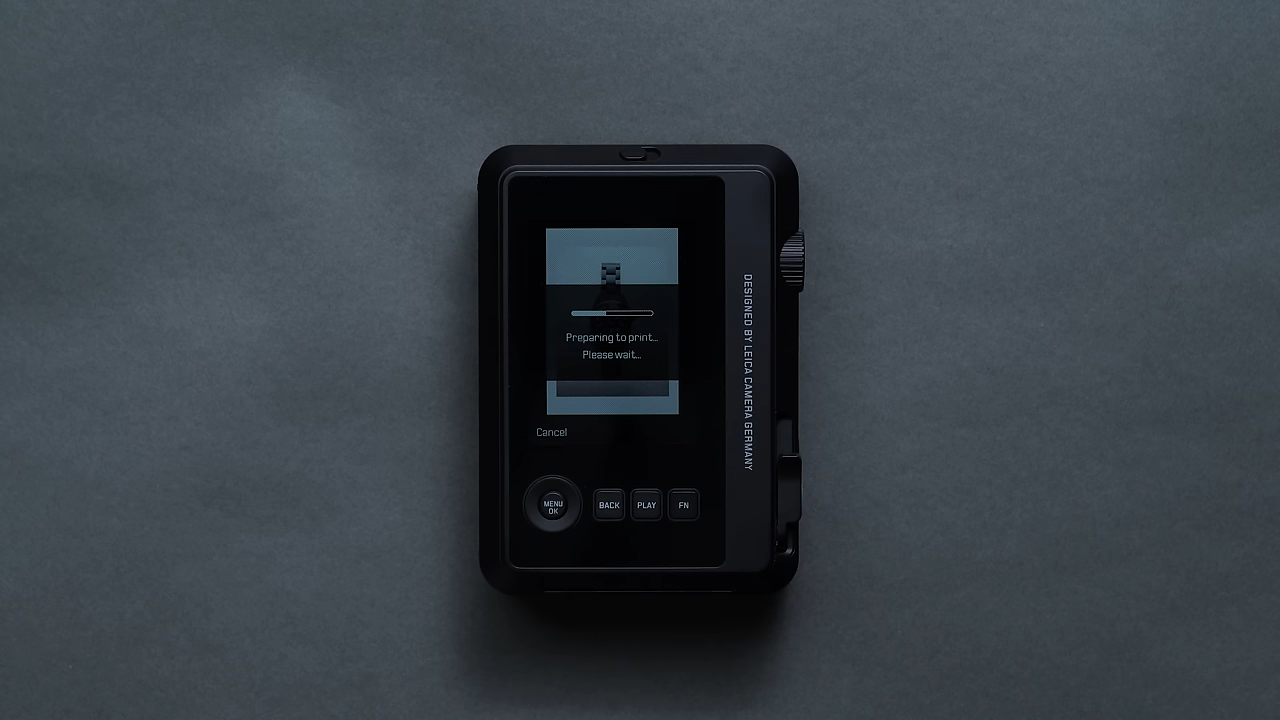 Preparing to print...
Please wait...
Cancel
MENU
OK
BACK
PLAY
FN
DESIGNED BY LEICA CAMERA GERMANY